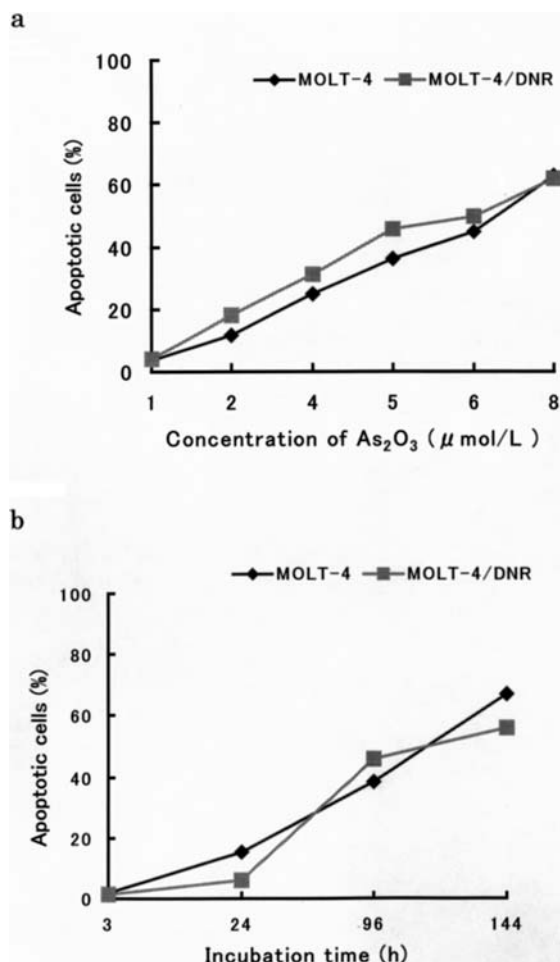 a
MOLT-4 MOLT-4/DNR
Apoptotic cells (%)
100
80
60
40
20
0
1 2 4 5 6 8
Concentration of As₂O₃ (μ mol/L)
b
MOLT-4 MOLT-4/DNR
Apoptotic cells (%)
100
80
60
40
20
0
3 24 96 144
Incubation time (h)